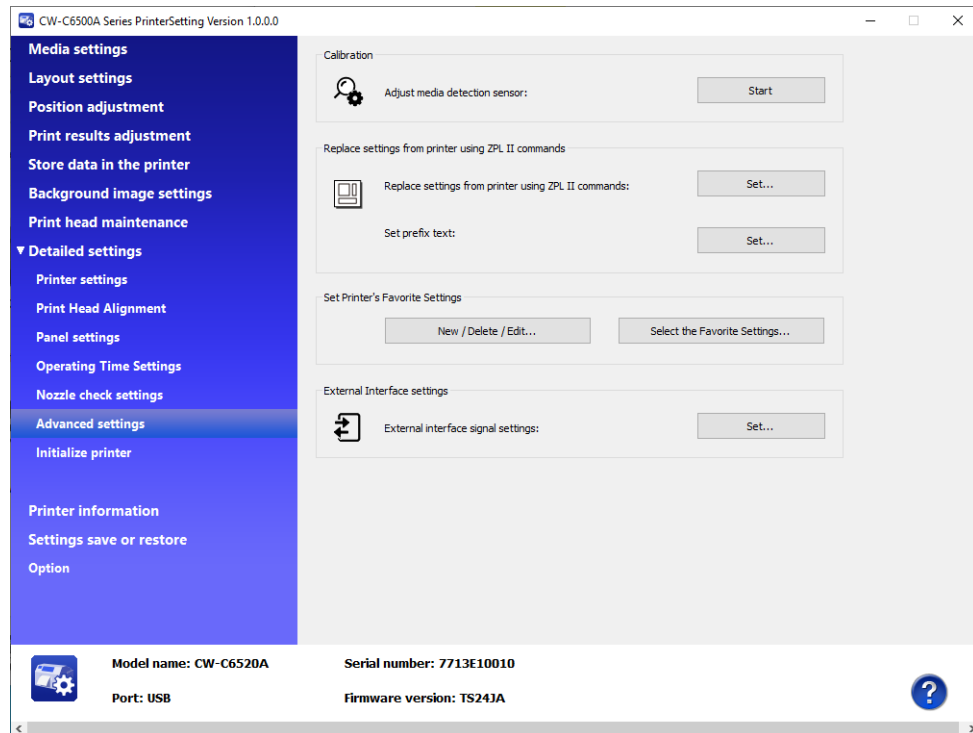 CW-C6500A Series PrinterSetting Version 1.0.0.0
Media settings
Layout settings
Position adjustment
Print results adjustment
Store data in the printer
Background image settings
Print head maintenance
▼ Detailed settings
Printer settings
Print Head Alignment
Panel settings
Operating Time Settings
Nozzle check settings
Advanced settings
Initialize printer
Printer information
Settings save or restore
Option
Calibration
Adjust media detection sensor:
Start
Replace settings from printer using ZPL II commands
Replace settings from printer using ZPL II commands:
Set...
Set prefix text:
Set...
Set Printer's Favorite Settings
New / Delete / Edit...
Select the Favorite Settings...
External Interface settings
External interface signal settings:
Set...
Model name: CW-C6520A
Serial number: 7713E10010
Port: USB
Firmware version: TS24JA
?